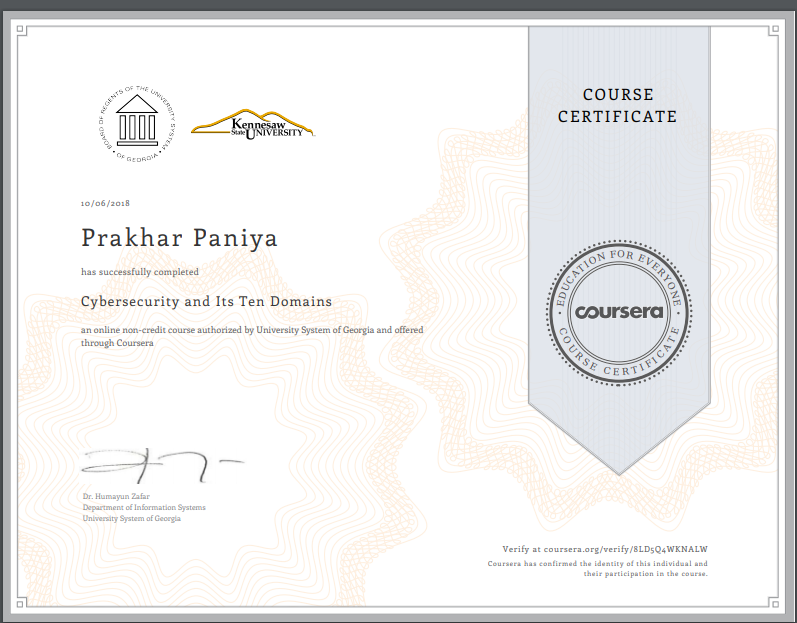 BOARD OF REGENTS OF THE UNIVERSITY SYSTEM
• OF GEORGIA •
Kennesaw
State UNIVERSITY
COURSE
CERTIFICATE
10/06/2018
Prakhar Paniya
has successfully completed
Cybersecurity and Its Ten Domains
an online non-credit course authorized by University System of Georgia and offered
through Coursera
EDUCATION FOR EVERYONE
coursera
COURSE CERTIFICATE
Dr. Humayun Zafar
Department of Information Systems
University System of Georgia
Verify at coursera.org/verify/8LD5Q4WKNALW
Coursera has confirmed the identity of this individual and
their participation in the course.